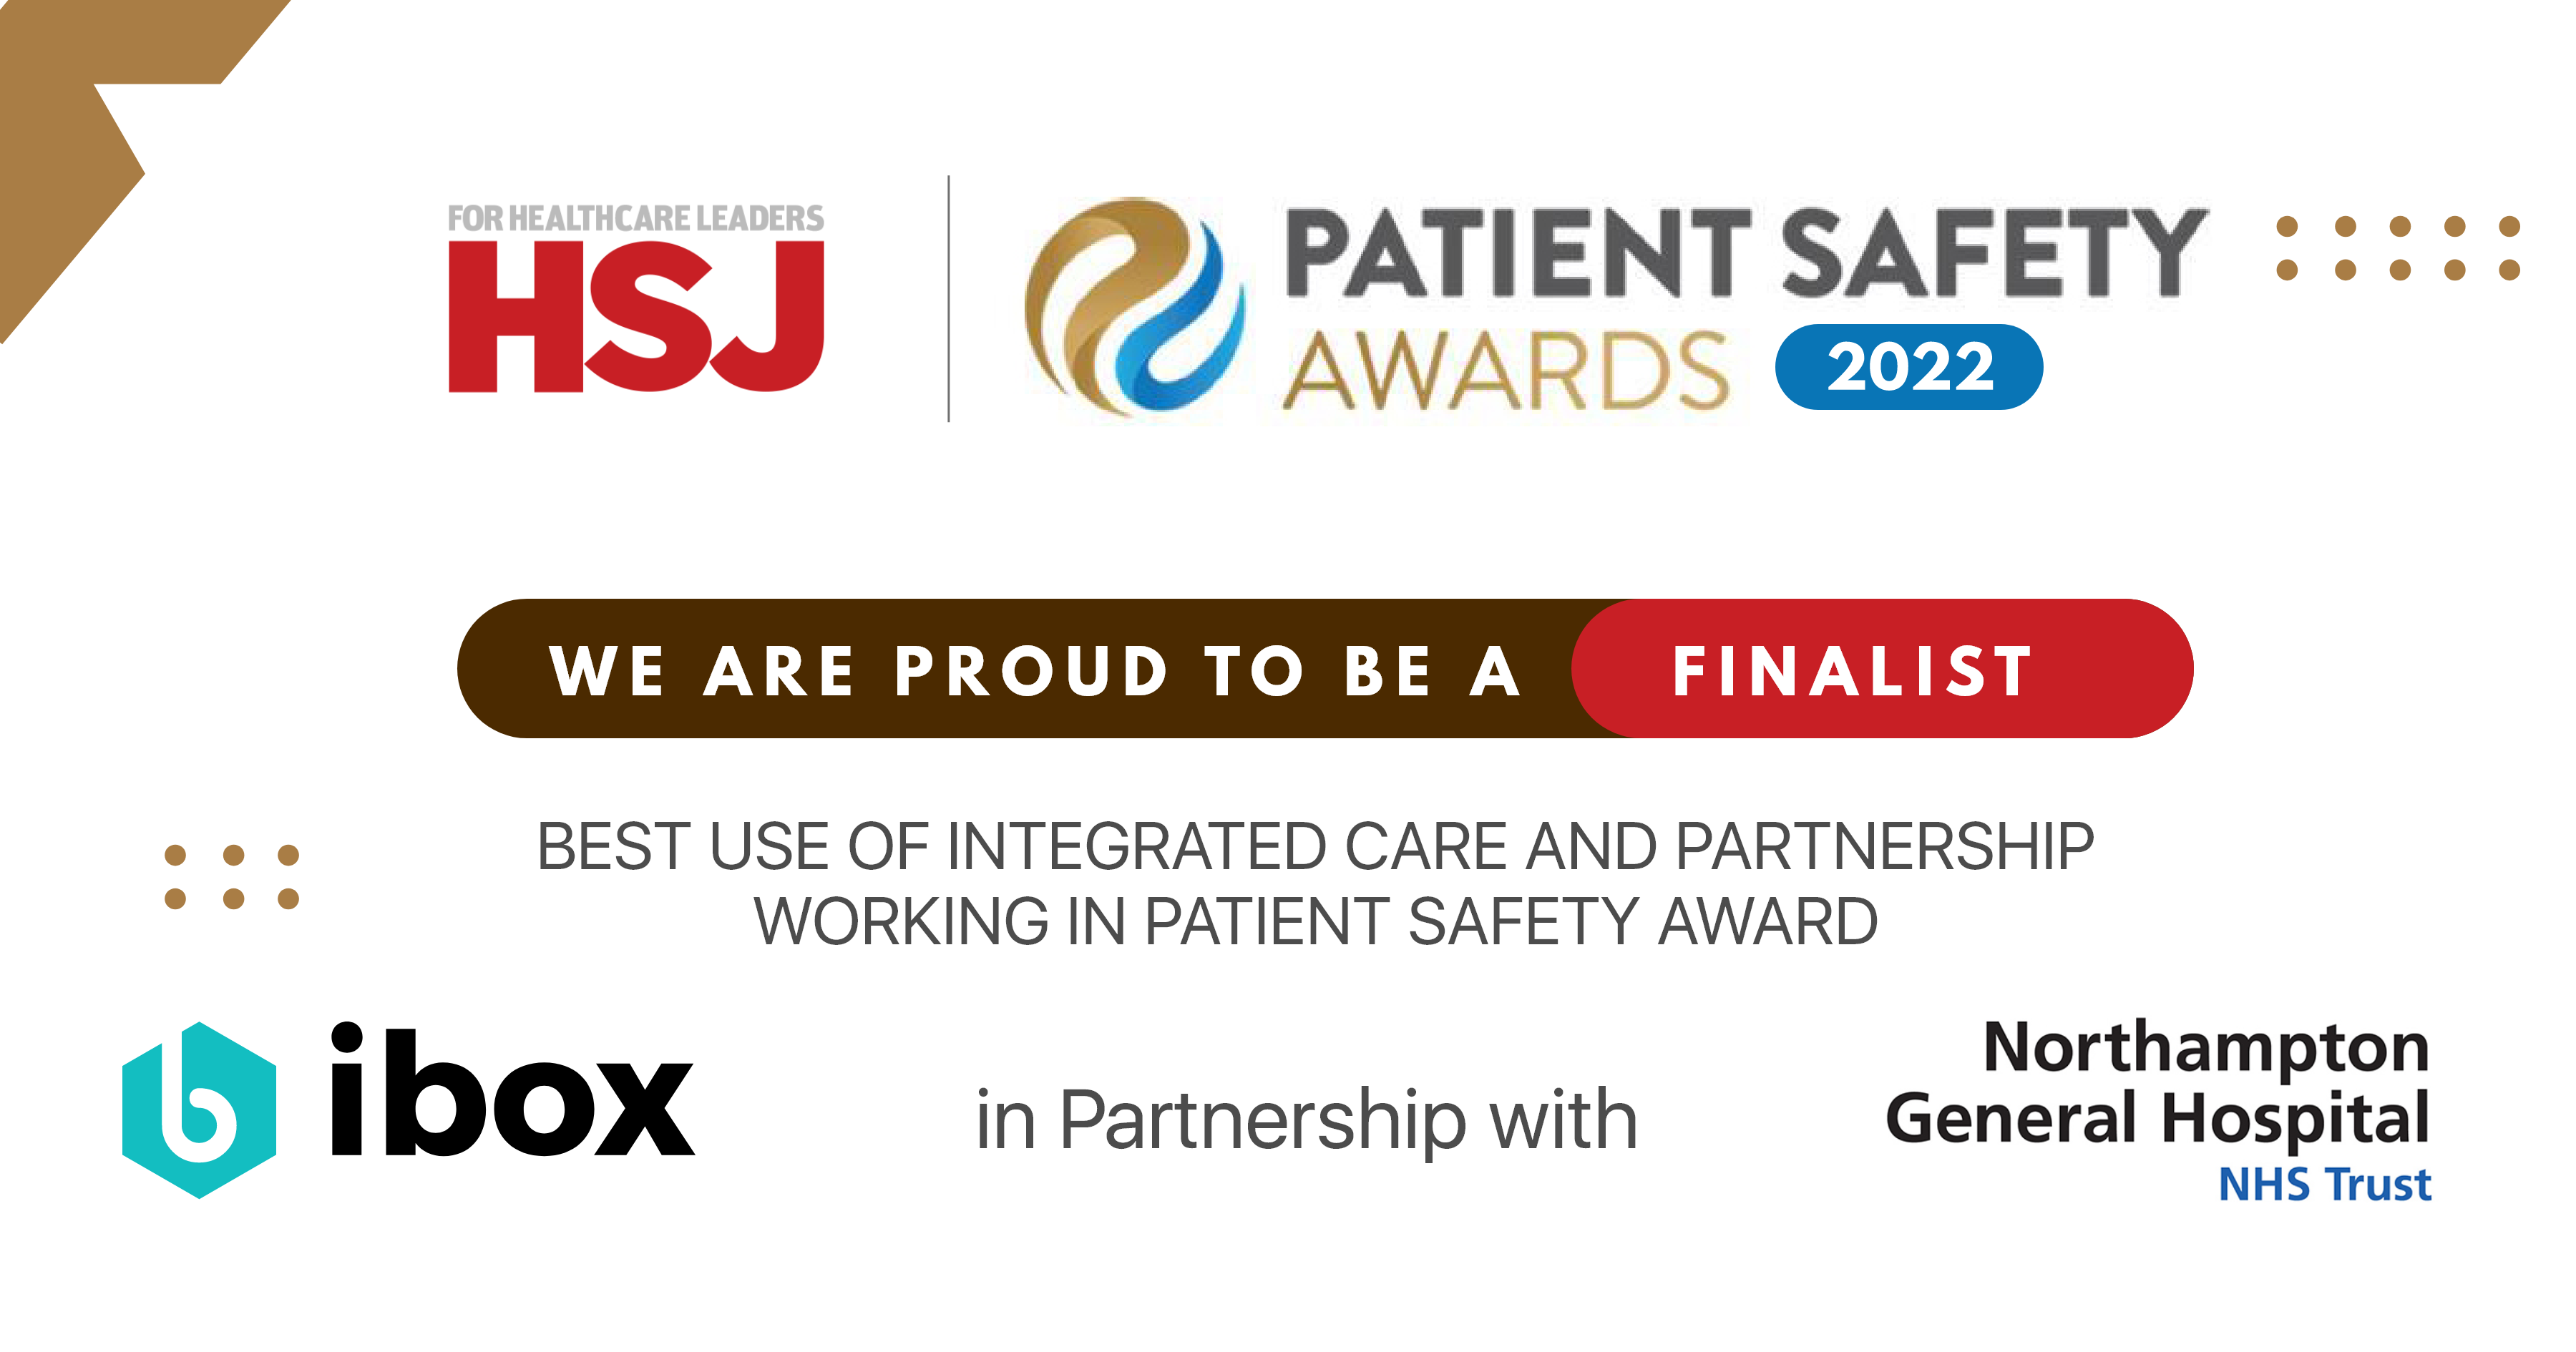 FOR HEALTHCARE LEADERS
HSJ
PATIENT SAFETY
AWARDS 2022
WE ARE PROUD TO BE A FINALIST
BEST USE OF INTEGRATED CARE AND PARTNERSHIP
WORKING IN PATIENT SAFETY AWARD
ibox
in Partnership with
Northampton
General Hospital
NHS Trust